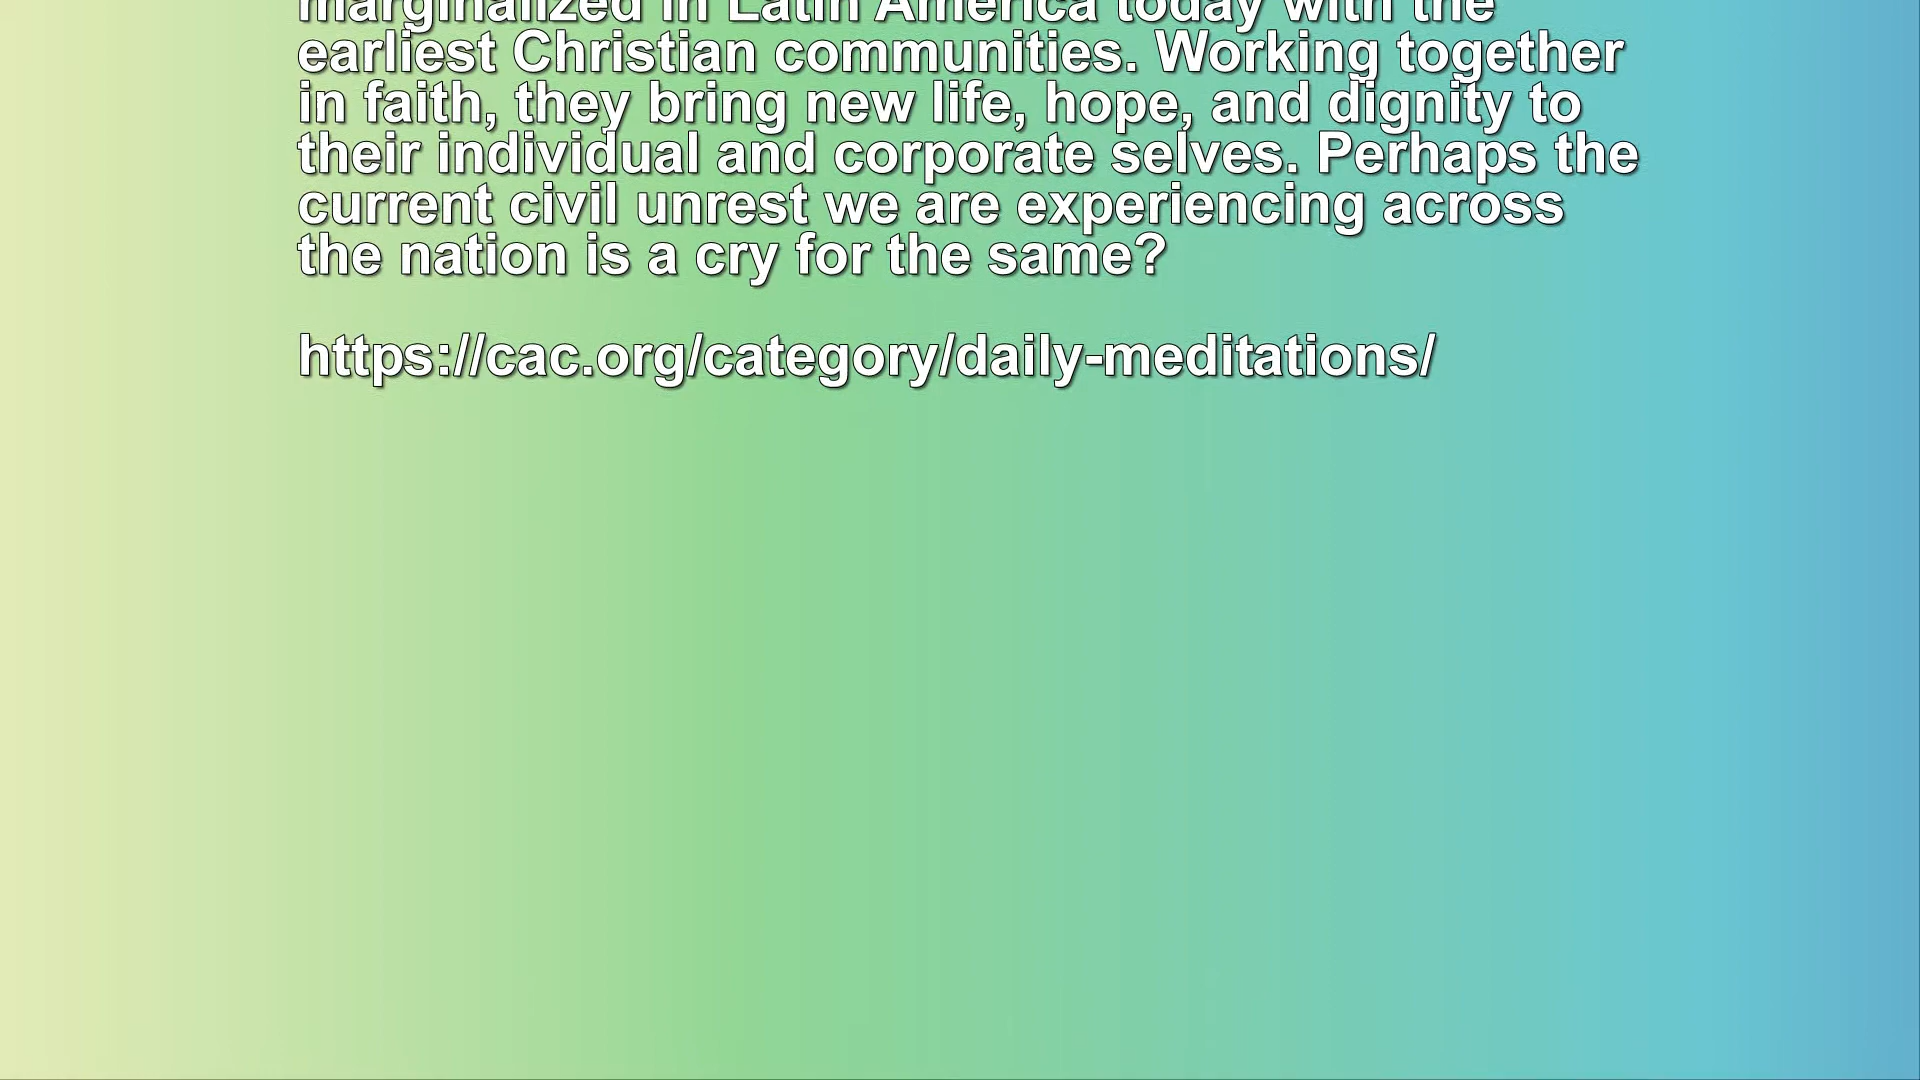 marginalized in Latin America today with the
earliest Christian communities. Working together
in faith, they bring new life, hope, and dignity to
their individual and corporate selves. Perhaps the
current civil unrest we are experiencing across
the nation is a cry for the same?
https://cac.org/category/daily-meditations/